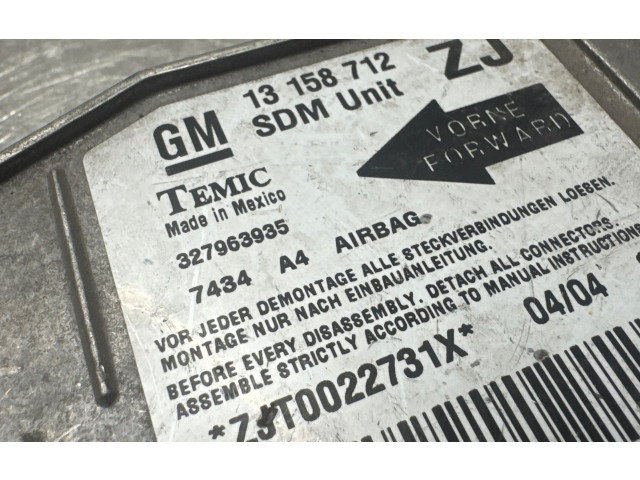 GM 13 158 712 ZJ
SDM Unit
VORNE
FORWARD
TEMIC
Made in Mexico
327963935
7434 A4 AIRBAG
VOR JEDER DEMONTAGE ALLE STECKVERBINDUNGEN LOESEN.
MONTAGE NUR NACH EINBAUANLEITUNG.
BEFORE EVERY DISASSEMBLY. DETACH ALL CONNECTORS.
ASSEMBLE STRICTLY ACCORDING TO MANUAL INSTRUCTIONS
04/04
*ZJT0022731X*